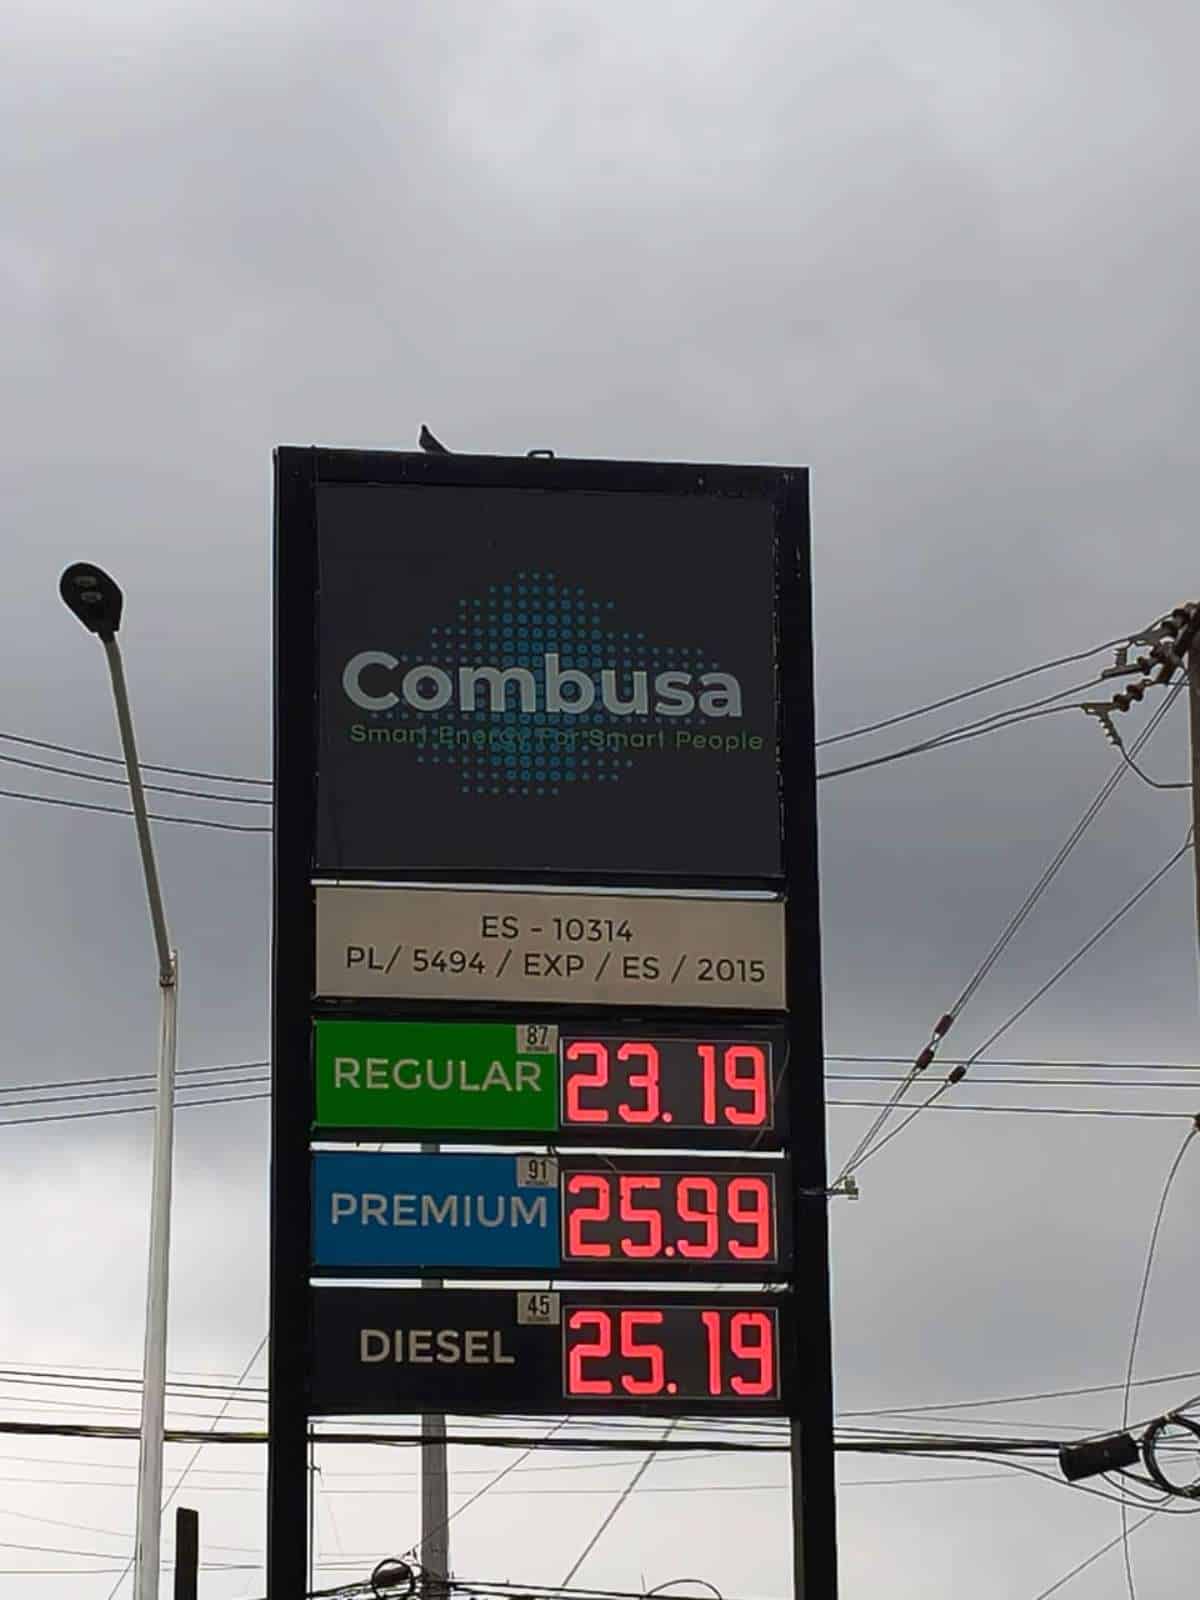 Combusa
Smart Energy For Smart People
ES - 10314
PL/ 5494 / EXP / ES / 2015
87
REGULAR 23.19
91
PREMIUM 25.99
45
DIESEL 25.19